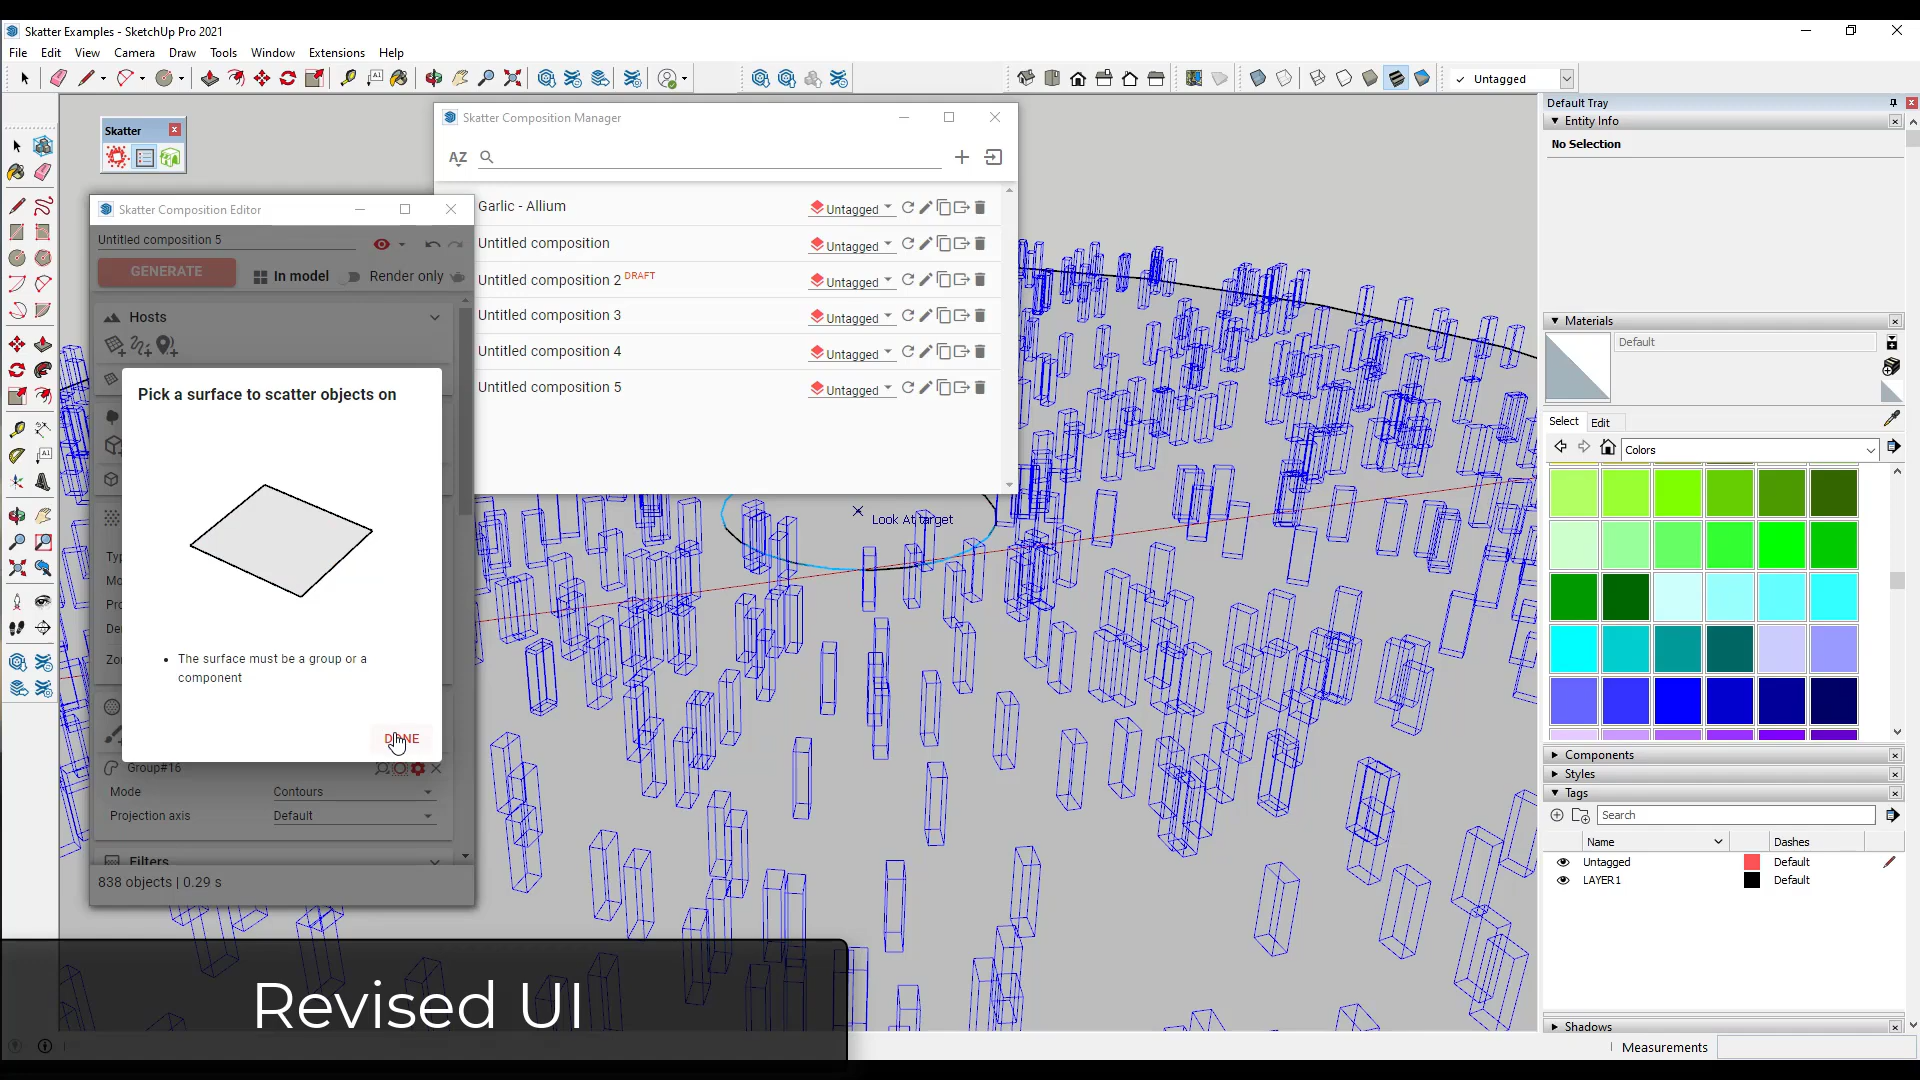 Skatter Examples - SketchUp Pro 2021
File Edit View Camera Draw Tools Window Extensions Help
A1
Untagged
Skatter
Skatter Composition Manager
AZ
Garlic - Allium Untagged
Untitled composition Untagged
Untitled composition 2 DRAFT Untagged
Untitled composition 3 Untagged
Untitled composition 4 Untagged
Untitled composition 5 Untagged
Skatter Composition Editor
Untitled composition 5
GENERATE In model Render only
Hosts
Pick a surface to scatter objects on
• The surface must be a group or a
component
DONE
Group#16
Mode Contours
Projection axis Default
Filters
838 objects | 0.29 s
Look At target
Default Tray
Entity Info
No Selection
Materials
Default
Select Edit
Colors
Components
Styles
Tags
Search
Name Dashes
Untagged Default
LAYER1 Default
Shadows
Measurements
Revised UI